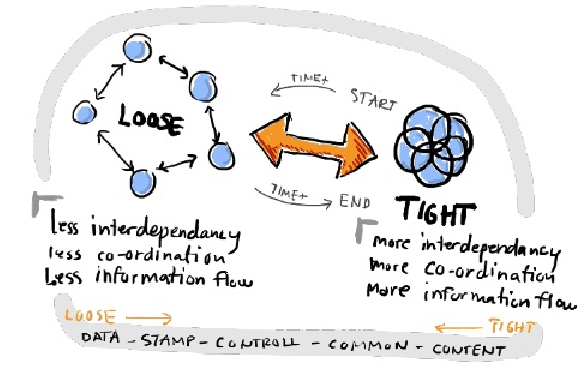 TIME+
START
LOOSE
TIME+
END
TIGHT
less interdependancy
less co-ordination
Less information flow
more interdependancy
more co-ordination
more information flow
LOOSE
TIGHT
DATA - STAMP - CONTROLL - COMMON - CONTENT